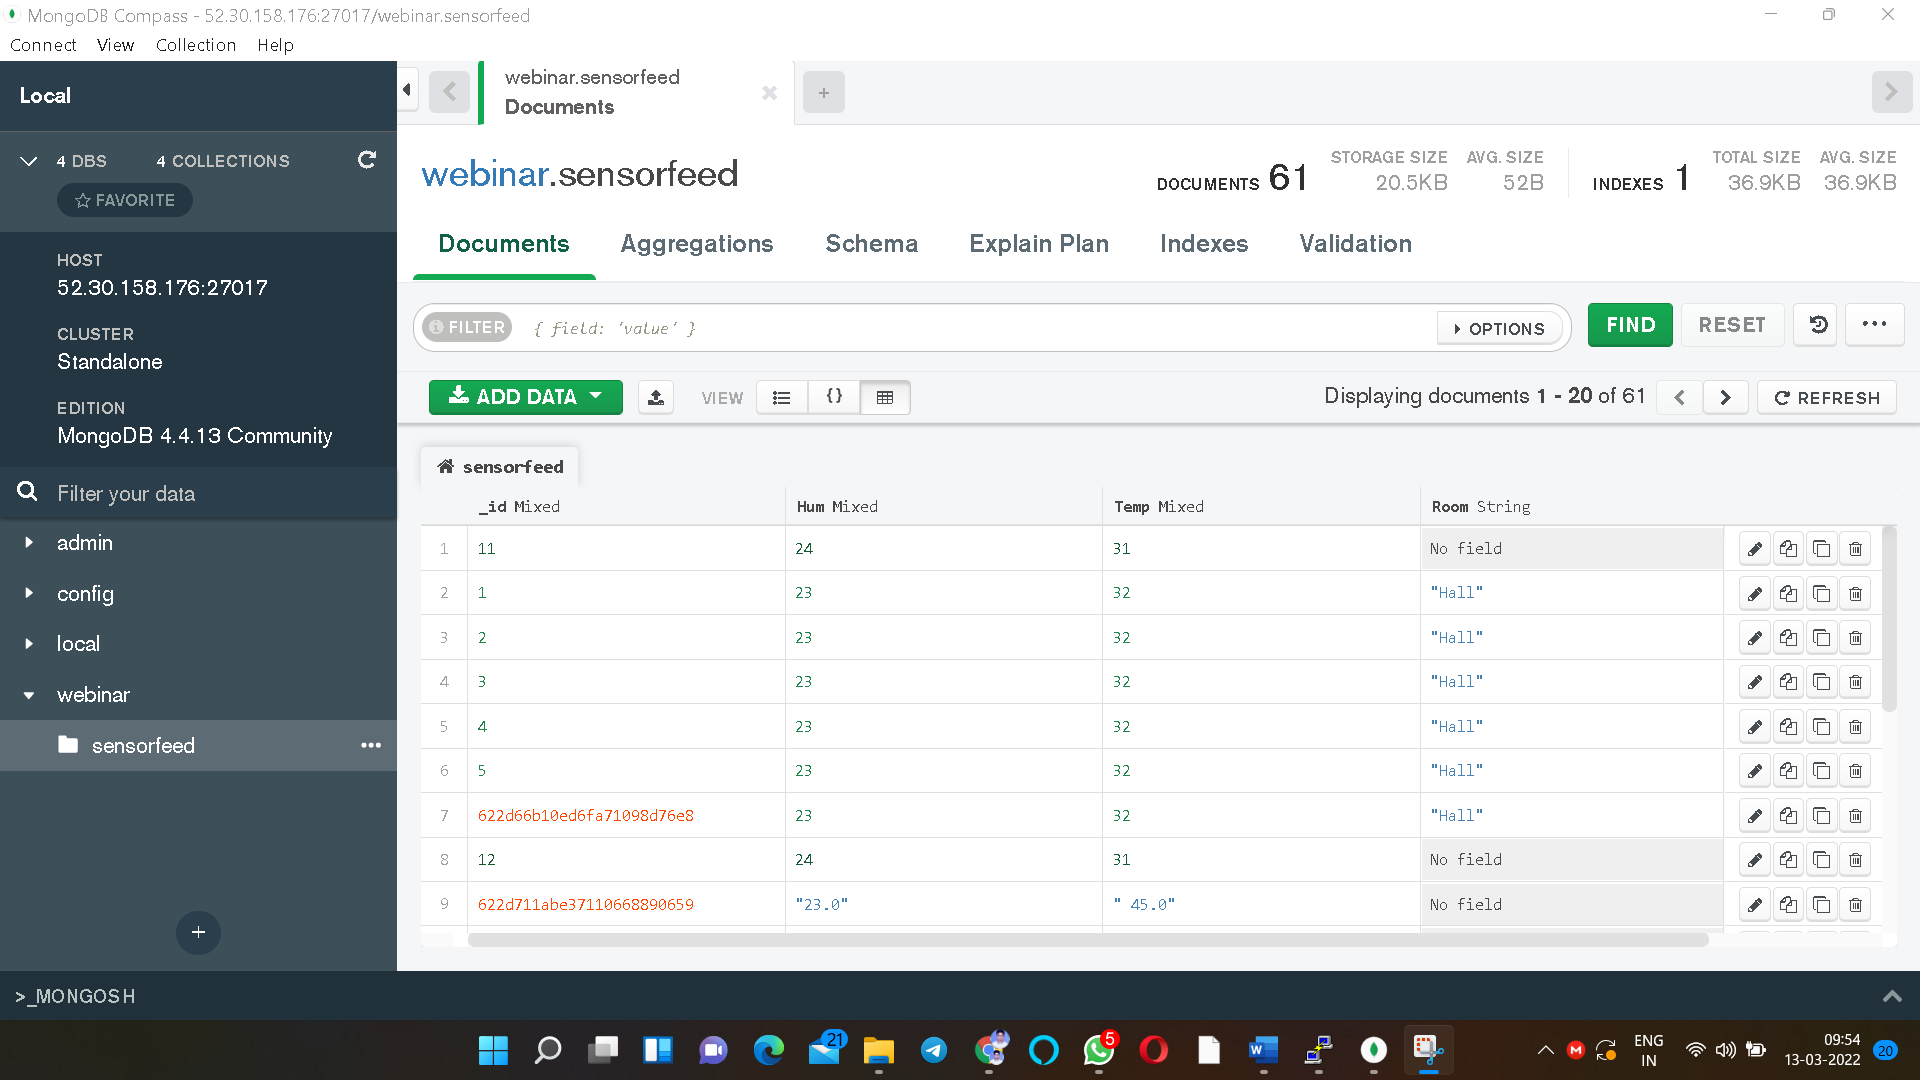 MongoDB Compass - 52.30.158.176:27017/webinar.sensorfeed
Connect View Collection Help
Local
4 DBS 4 COLLECTIONS
FAVORITE
HOST
52.30.158.176:27017
CLUSTER
Standalone
EDITION
MongoDB 4.4.13 Community
Filter your data
admin
config
local
webinar
sensorfeed
>_MONGOSH
webinar.sensorfeed
Documents
webinar.sensorfeed
DOCUMENTS 61
STORAGE SIZE
20.5KB
AVG. SIZE
52B
INDEXES 1
TOTAL SIZE
36.9KB
AVG. SIZE
36.9KB
Documents Aggregations Schema Explain Plan Indexes Validation
FILTER { field: 'value' } OPTIONS FIND RESET
ADD DATA VIEW {} Displaying documents 1 - 20 of 61 REFRESH
sensorfeed
_id Mixed Hum Mixed Temp Mixed Room String
1 11 24 31 No field
2 1 23 32 "Hall"
3 2 23 32 "Hall"
4 3 23 32 "Hall"
5 4 23 32 "Hall"
6 5 23 32 "Hall"
7 622d66b10ed6fa71098d76e8 23 32 "Hall"
8 12 24 31 No field
9 622d711abe37110668890659 "23.0" " 45.0" No field
21
5
W
M
ENG
IN
09:54
13-03-2022
20